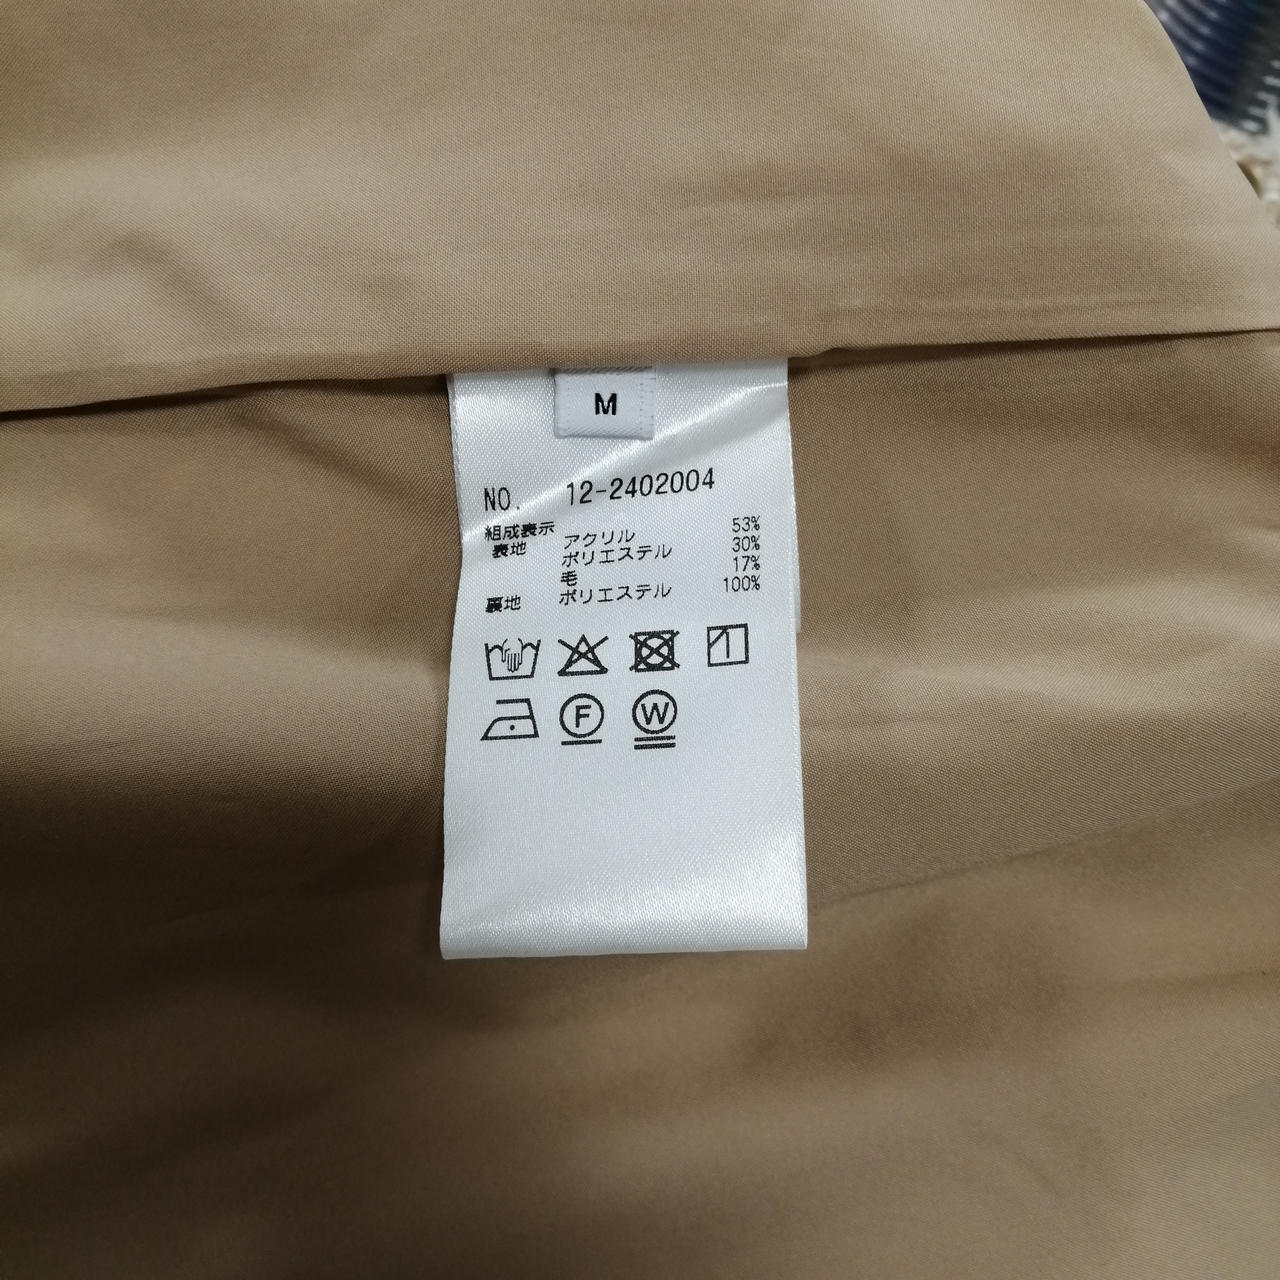 M
NO. 12-2402004
組成表示
表地 アクリル 53%
ポリエステル 30%
毛 17%
裏地 ポリエステル 100%
F W